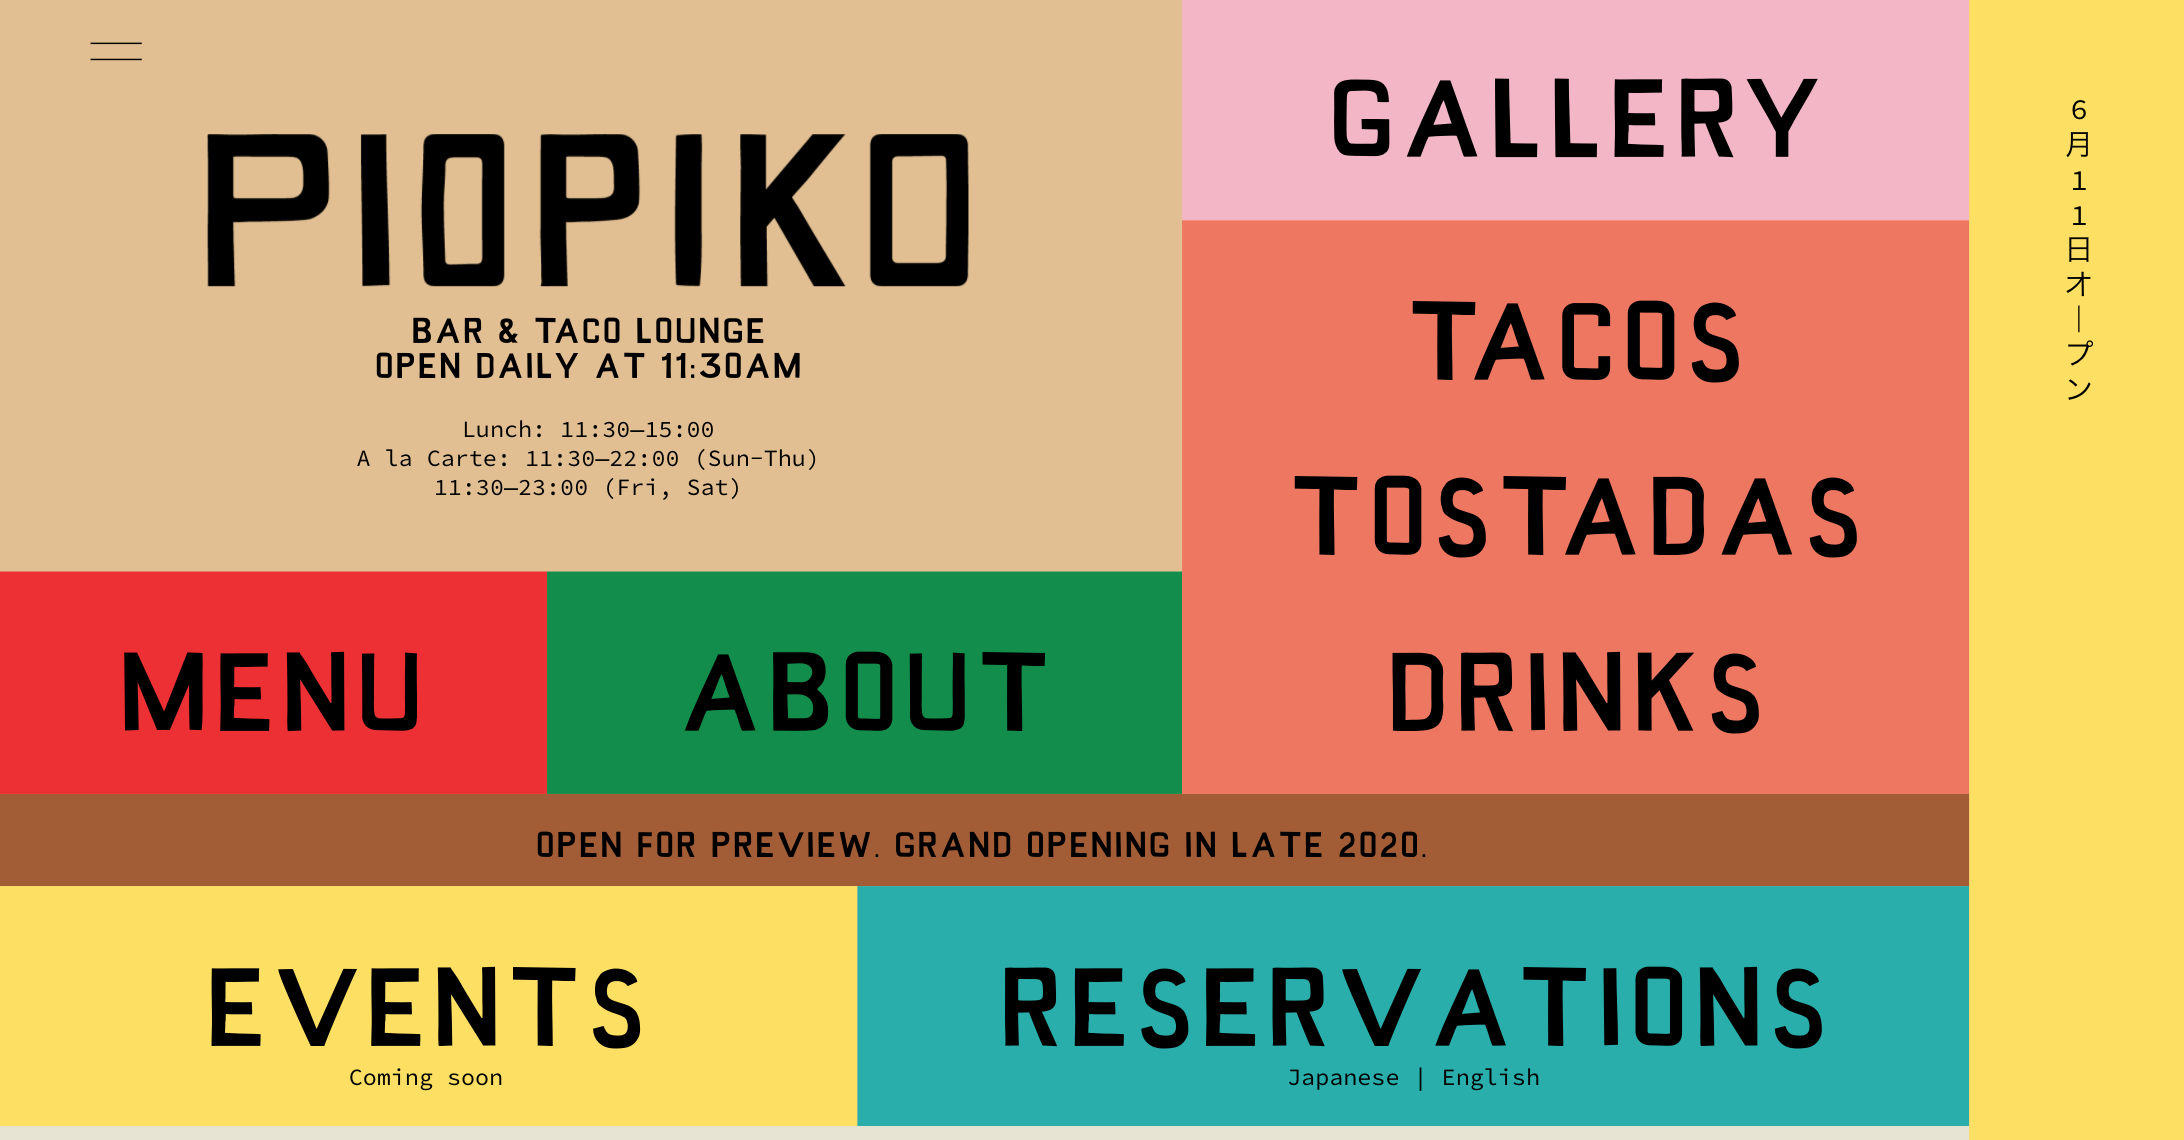 PIOPIKO
BAR & TACO LOUNGE
OPEN DAILY AT 11:30AM
Lunch: 11:30—15:00
A la Carte: 11:30—22:00 (Sun-Thu)
11:30—23:00 (Fri, Sat)
GALLERY
TACOS
TOSTADAS
DRINKS
MENU
ABOUT
OPEN FOR PREVIEW. GRAND OPENING IN LATE 2020.
EVENTS
Coming soon
RESERVATIONS
Japanese | English
6月11日オープン